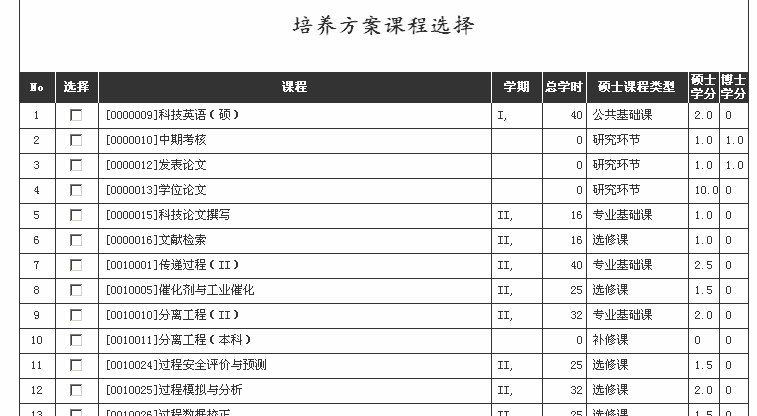 培养方案课程选择
No 选择 课程 学期 总学时 硕士课程类型 硕士学分 博士学分
1 [0000009]科技英语(硕) I, 40 公共基础课 2.0 0
2 [0000010]中期考核 0 研究环节 1.0 1.0
3 [0000012]发表论文 0 研究环节 1.0 1.0
4 [0000013]学位论文 0 研究环节 10.0 0
5 [0000015]科技论文撰写 II, 16 专业基础课 1.0 0
6 [0000016]文献检索 II, 16 选修课 1.0 0
7 [0010001]传递过程(II) II, 40 专业基础课 2.5 0
8 [0010005]催化剂与工业催化 II, 25 选修课 1.5 0
9 [0010010]分离工程(II) II, 32 专业基础课 2.0 0
10 [0010011]分离工程(本科) 0 补修课 0 0
11 [0010024]过程安全评价与预测 II, 25 选修课 1.5 0
12 [0010025]过程模拟与分析 II, 32 选修课 2.0 0
13 [0010026]过程数据校正 II, 25 选修课 1.5 0